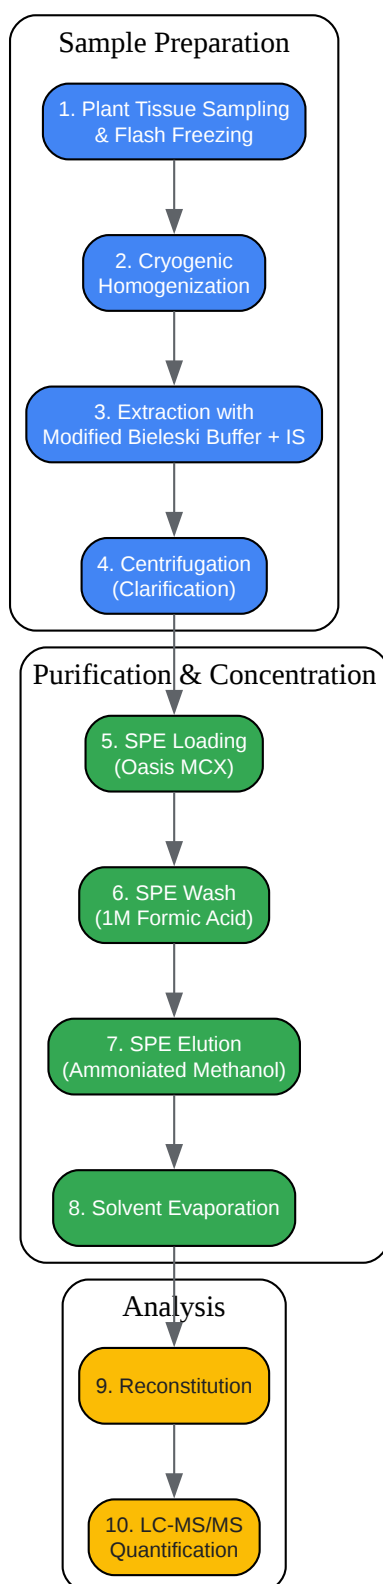 Sample Preparation
1. Plant Tissue Sampling
& Flash Freezing
2. Cryogenic
Homogenization
3. Extraction with
Modified Bieleski Buffer + IS
4. Centrifugation
(Clarification)
Purification & Concentration
5. SPE Loading
(Oasis MCX)
6. SPE Wash
(1M Formic Acid)
7. SPE Elution
(Ammoniated Methanol)
8. Solvent Evaporation
Analysis
9. Reconstitution
10. LC-MS/MS
Quantification